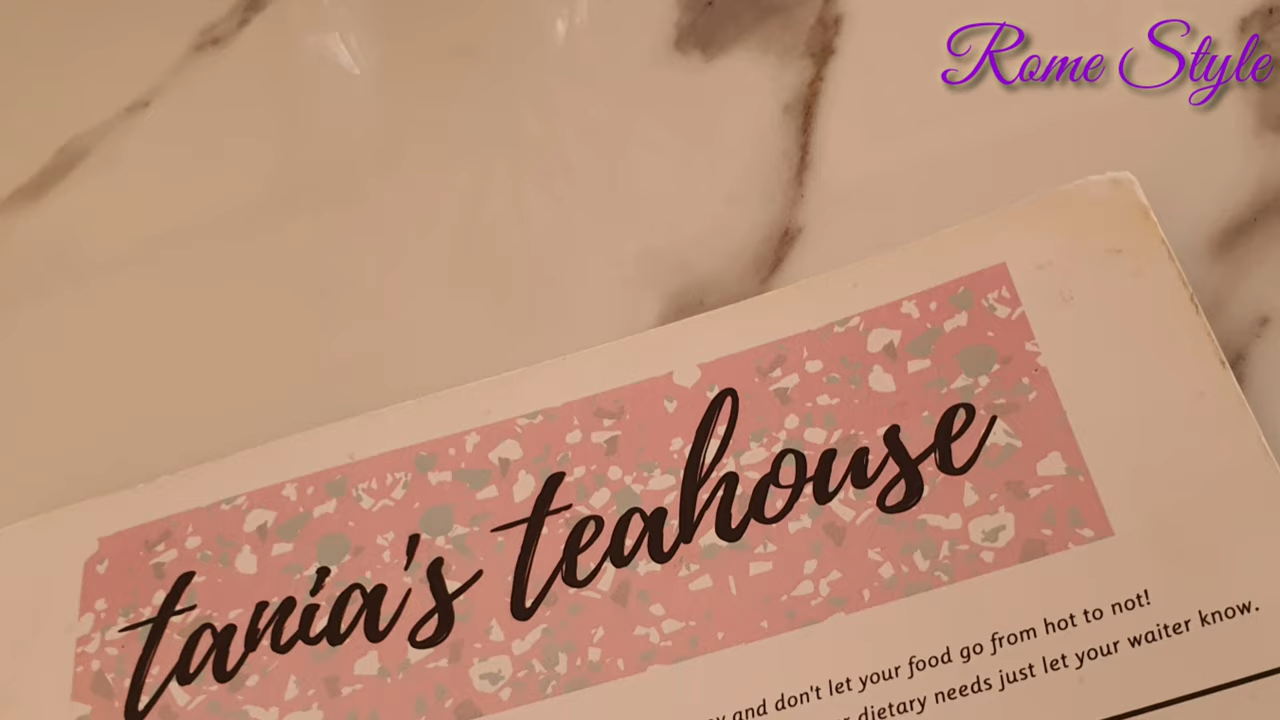 Rome Style
tania's teahouse
and don't let your food go from hot to not!
dietary needs just let your waiter know.